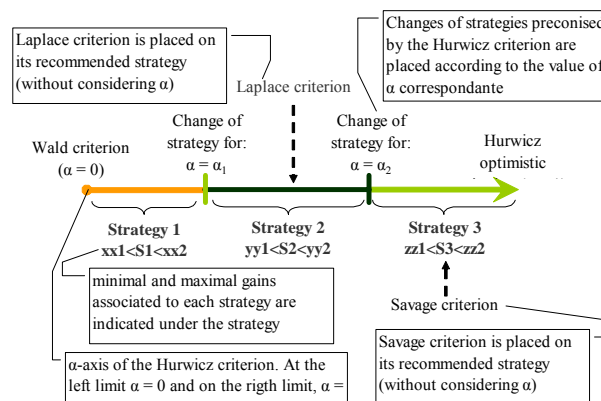 Laplace criterion is placed on
its recommended strategy
(without considering α)
Changes of strategies preconised
by the Hurwicz criterion are
placed according to the value of
α correspondante
Laplace criterion
Wald criterion
(α = 0)
Change of
strategy for:
α = α1
Change of
strategy for:
α = α2
Hurwicz
optimistic
Strategy 1
xx1<S1<xx2
Strategy 2
yy1<S2<yy2
Strategy 3
zz1<S3<zz2
minimal and maximal gains
associated to each strategy are
indicated under the strategy
Savage criterion
α-axis of the Hurwicz criterion. At the
left limit α = 0 and on the rigth limit, α =
Savage criterion is placed on
its recommended strategy
(without considering α)